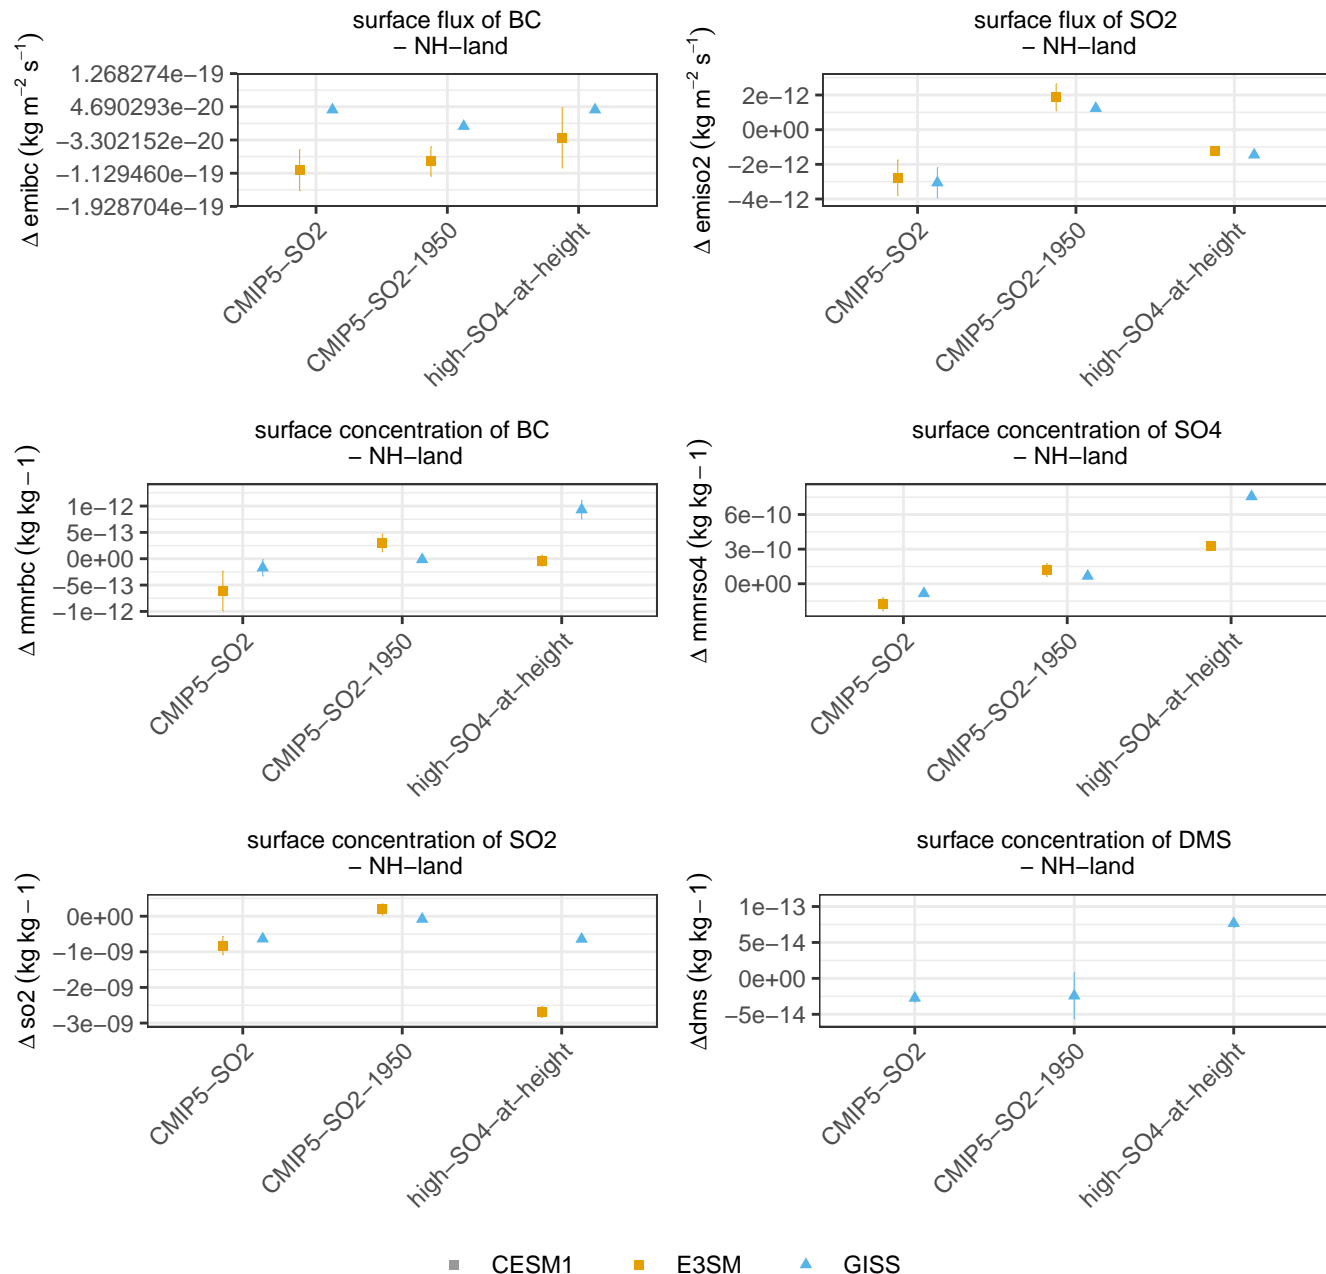 surface flux of BC
− NH−land
Δ emibc (kg m−2 s−1)
1.268274e−19
4.690293e−20
−3.302152e−20
−1.129460e−19
−1.928704e−19
CMIP5−SO2
CMIP5−SO2−1950
high−SO4−at−height
surface flux of SO2
− NH−land
Δ emiso2 (kg m−2 s−1)
2e−12
0e+00
−2e−12
−4e−12
CMIP5−SO2
CMIP5−SO2−1950
high−SO4−at−height
surface concentration of BC
− NH−land
Δ mmrbc (kg kg−1)
1e−12
5e−13
0e+00
−5e−13
−1e−12
CMIP5−SO2
CMIP5−SO2−1950
high−SO4−at−height
surface concentration of SO4
− NH−land
Δ mmrso4 (kg kg−1)
6e−10
3e−10
0e+00
CMIP5−SO2
CMIP5−SO2−1950
high−SO4−at−height
surface concentration of SO2
− NH−land
Δ so2 (kg kg−1)
0e+00
−1e−09
−2e−09
−3e−09
CMIP5−SO2
CMIP5−SO2−1950
high−SO4−at−height
surface concentration of DMS
− NH−land
Δdms (kg kg−1)
1e−13
5e−14
0e+00
−5e−14
CMIP5−SO2
CMIP5−SO2−1950
high−SO4−at−height
CESM1 E3SM GISS